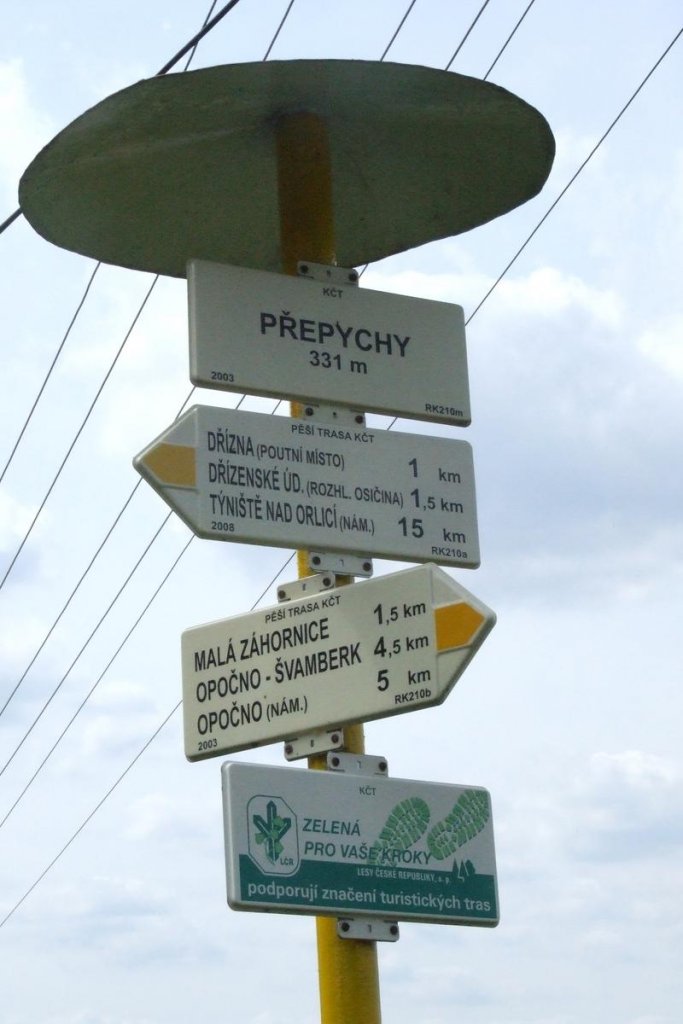 KČT
PŘEPYCHY
331 m
2003 RK210m
PĚŠÍ TRASA KČT
DŘÍZNA (POUTNÍ MÍSTO) 1 km
DŘÍZENSKÉ ÚD. (ROZHL. OSIČINA) 1,5 km
TÝNIŠTĚ NAD ORLICÍ (NÁM.) 15 km
2008 RK210a
PĚŠÍ TRASA KČT
MALÁ ZÁHORNICE 1,5 km
OPOČNO - ŠVAMBERK 4,5 km
OPOČNO (NÁM.) 5 km
2003 RK210b
KČT
ZELENÁ
PRO VAŠE KROKY
LČR
LESY ČESKÉ REPUBLIKY, s. p.
podporují značení turistických tras